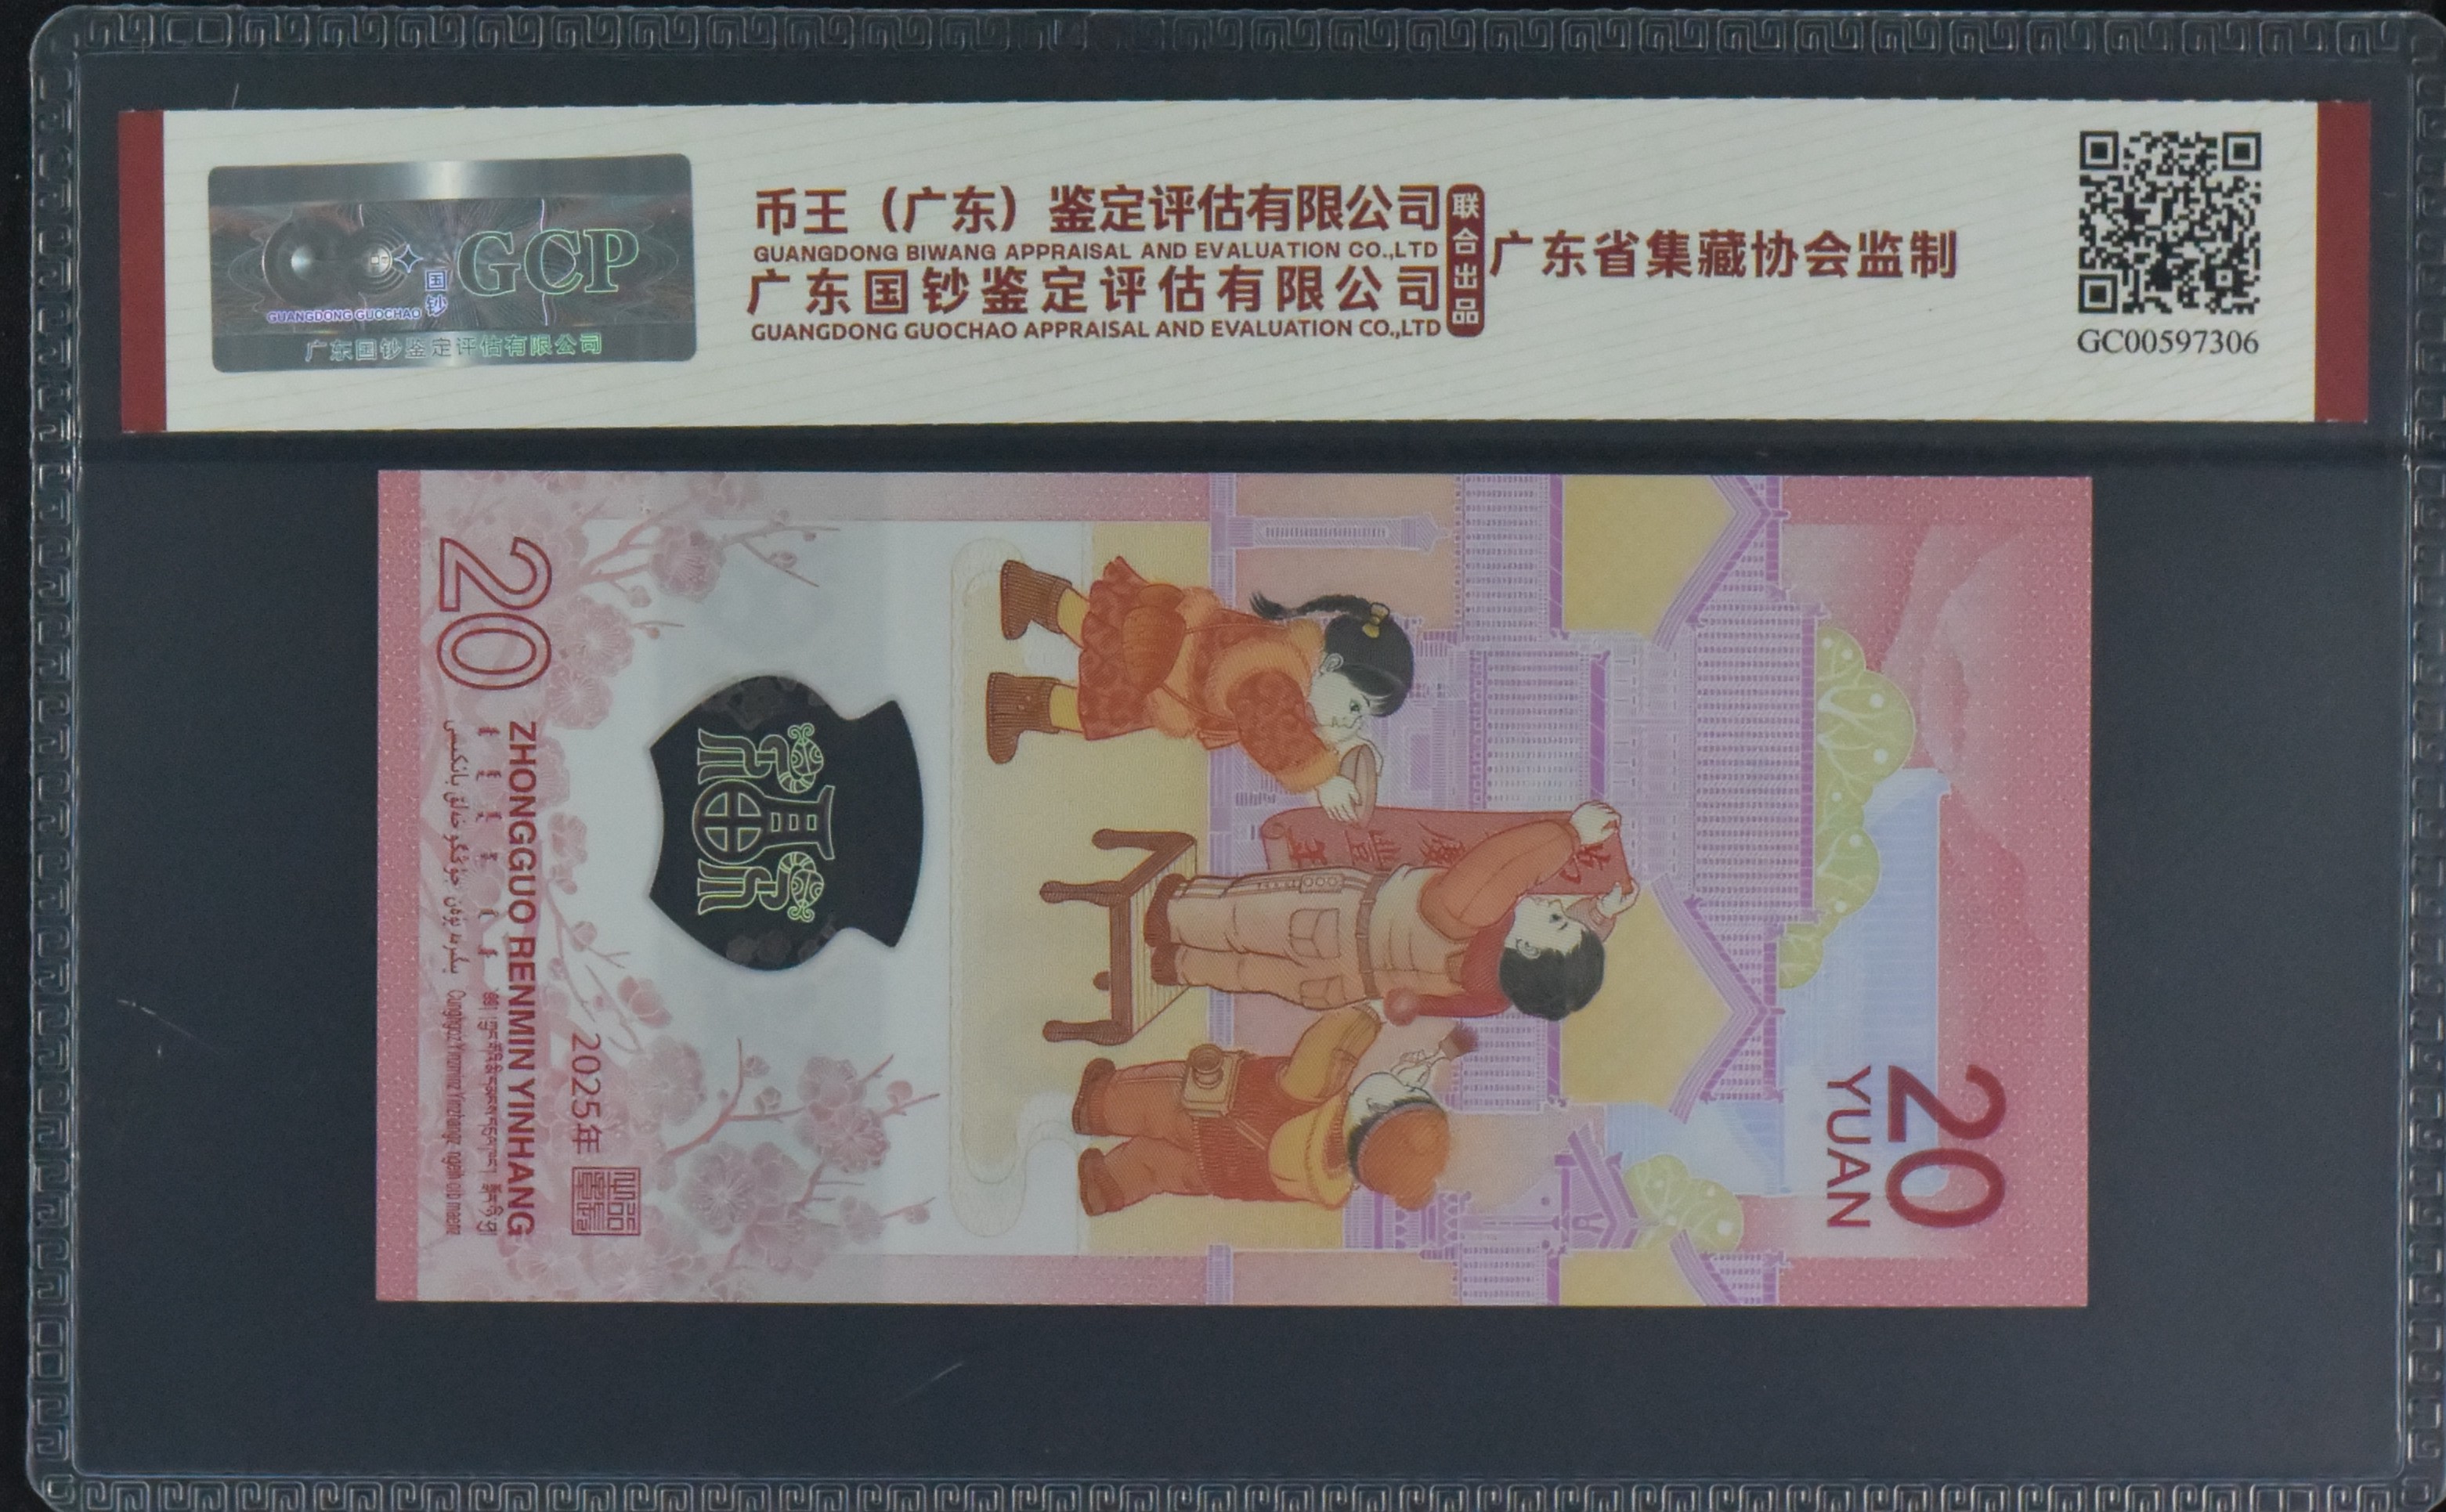 GCP
国钞
GUANGDONG GUOCHAO
广东国钞鉴定评估有限公司
币王（广东）鉴定评估有限公司
GUANGDONG BIWANG APPRAISAL AND EVALUATION CO.,LTD
广东国钞鉴定评估有限公司
GUANGDONG GUOCHAO APPRAISAL AND EVALUATION CO.,LTD
联合出品
广东省集藏协会监制
GC00597306
20
YUAN
2025年
20
ZHONGGUO RENMIN YINHANG